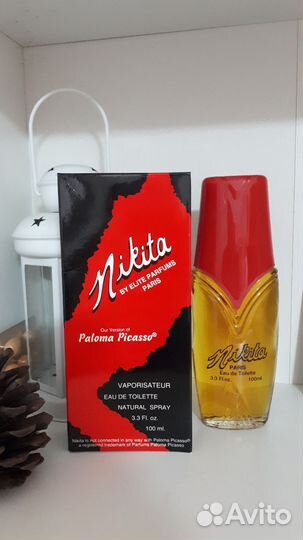 Nikita
BY ELITE PARFUMS
PARIS
Our Version of
Paloma Picasso®
VAPORISATEUR
EAU DE TOILETTE
NATURAL SPRAY
3.3 Fl. oz.
100 ml.
Nikita is not connected in any way with Paloma Picasso®
a registered trademark of Parfums Paloma Picasso
Nikita
PARIS
Eau de Toilette
3.3 Fl.oz. 100ml
Avito